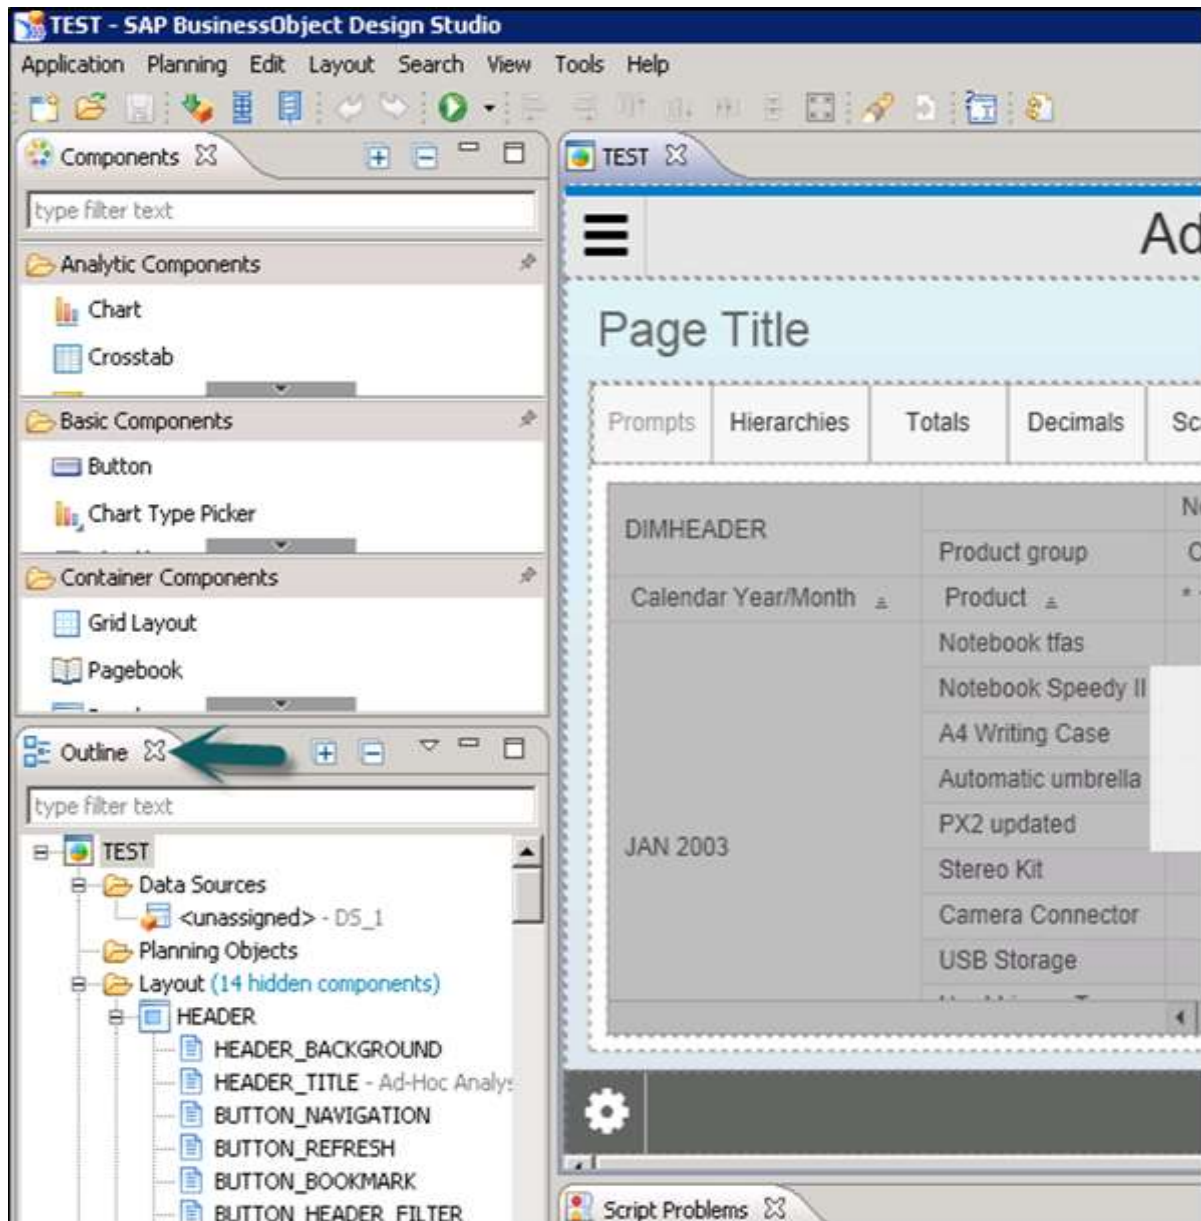 TEST - SAP BusinessObject Design Studio
Application Planning Edit Layout Search View Tools Help
Components
type filter text
Analytic Components
Chart
Crosstab
Basic Components
Button
Chart Type Picker
Container Components
Grid Layout
Pagebook
Outline
type filter text
TEST
Data Sources
<unassigned> - DS_1
Planning Objects
Layout (14 hidden components)
HEADER
HEADER_BACKGROUND
HEADER_TITLE - Ad-Hoc Analys
BUTTON_NAVIGATION
BUTTON_REFRESH
BUTTON_BOOKMARK
BUTTON_HEADER_FILTER
TEST
Ad
Page Title
Prompts Hierarchies Totals Decimals Sc
DIMHEADER
Product group
Calendar Year/Month Product
JAN 2003
Notebook tfas
Notebook Speedy II
A4 Writing Case
Automatic umbrella
PX2 updated
Stereo Kit
Camera Connector
USB Storage
Script Problems